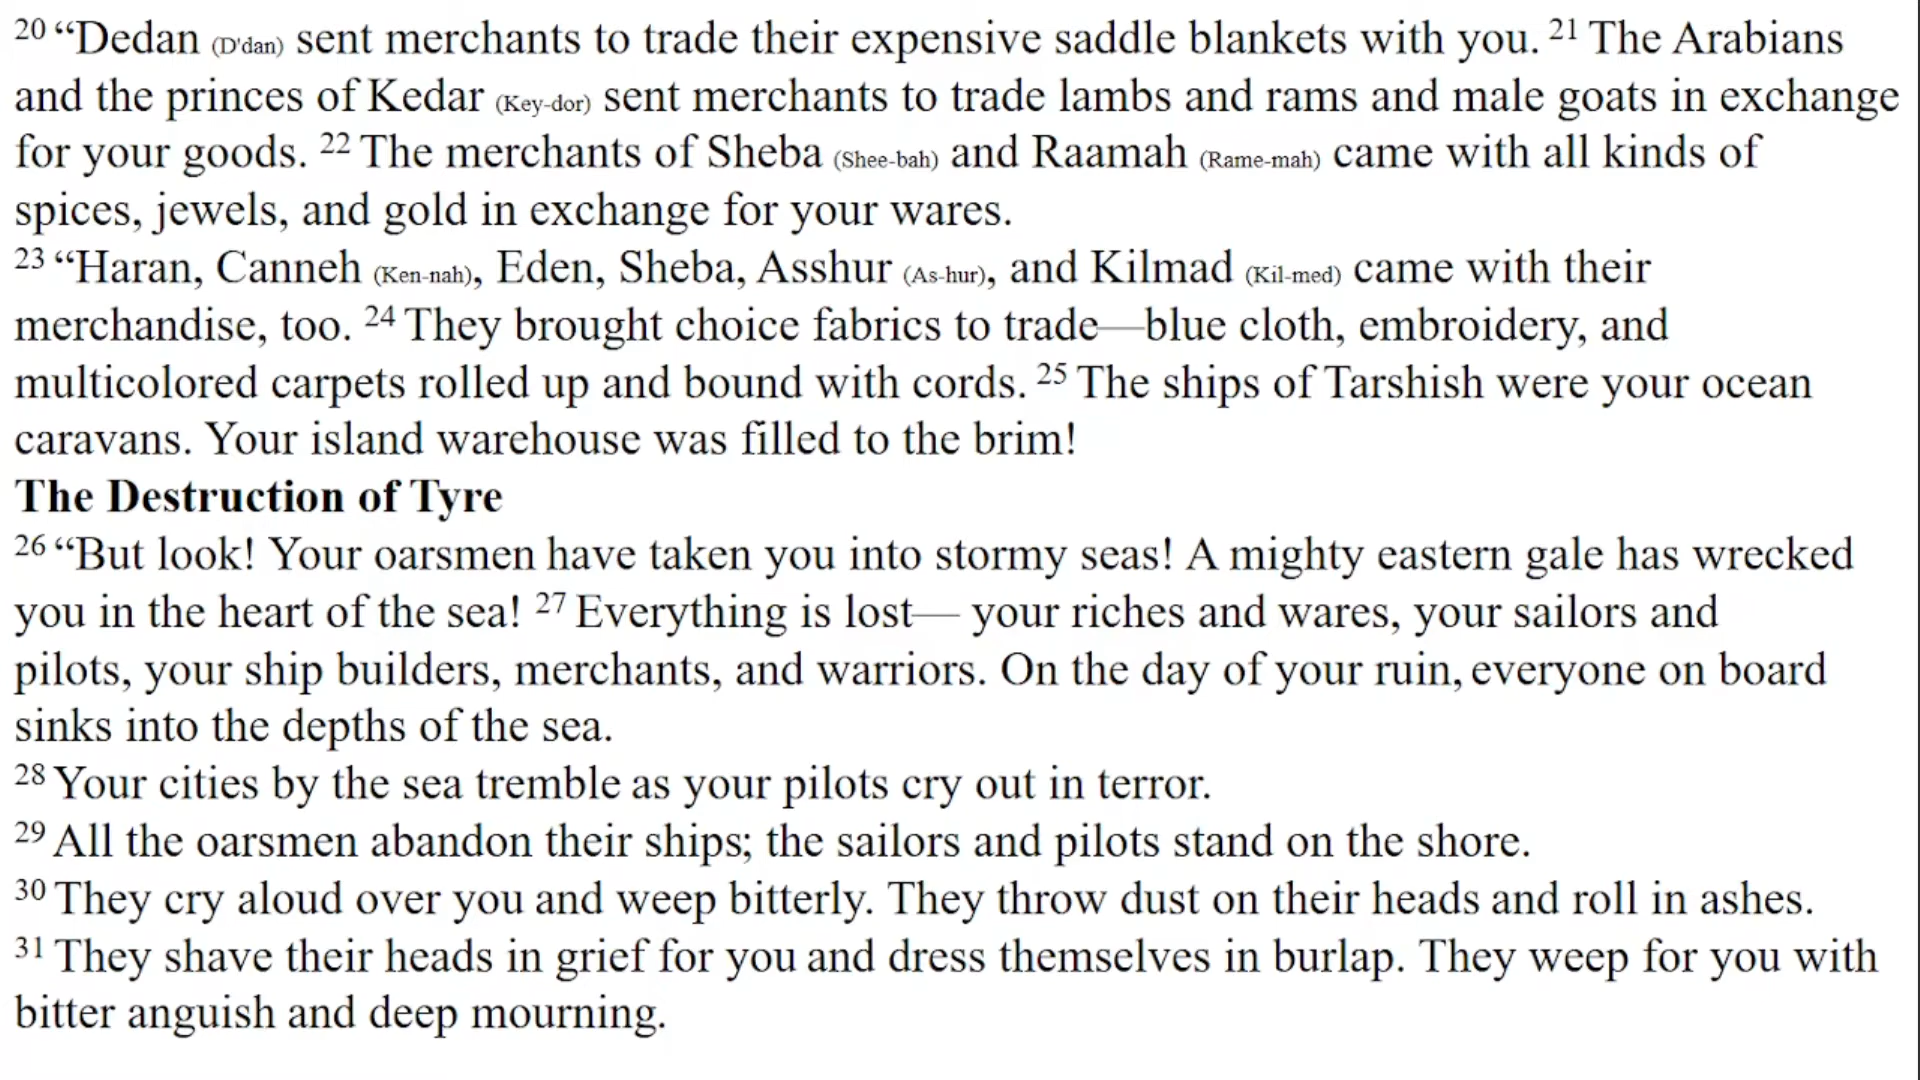 20 “Dedan (D'dan) sent merchants to trade their expensive saddle blankets with you. 21 The Arabians
and the princes of Kedar (Key-dor) sent merchants to trade lambs and rams and male goats in exchange
for your goods. 22 The merchants of Sheba (Shee-bah) and Raamah (Rame-mah) came with all kinds of
spices, jewels, and gold in exchange for your wares.
23 “Haran, Canneh (Ken-nah), Eden, Sheba, Asshur (As-hur), and Kilmad (Kil-med) came with their
merchandise, too. 24 They brought choice fabrics to trade—blue cloth, embroidery, and
multicolored carpets rolled up and bound with cords. 25 The ships of Tarshish were your ocean
caravans. Your island warehouse was filled to the brim!
The Destruction of Tyre
26 “But look! Your oarsmen have taken you into stormy seas! A mighty eastern gale has wrecked
you in the heart of the sea! 27 Everything is lost— your riches and wares, your sailors and
pilots, your ship builders, merchants, and warriors. On the day of your ruin, everyone on board
sinks into the depths of the sea.
28 Your cities by the sea tremble as your pilots cry out in terror.
29 All the oarsmen abandon their ships; the sailors and pilots stand on the shore.
30 They cry aloud over you and weep bitterly. They throw dust on their heads and roll in ashes.
31 They shave their heads in grief for you and dress themselves in burlap. They weep for you with
bitter anguish and deep mourning.